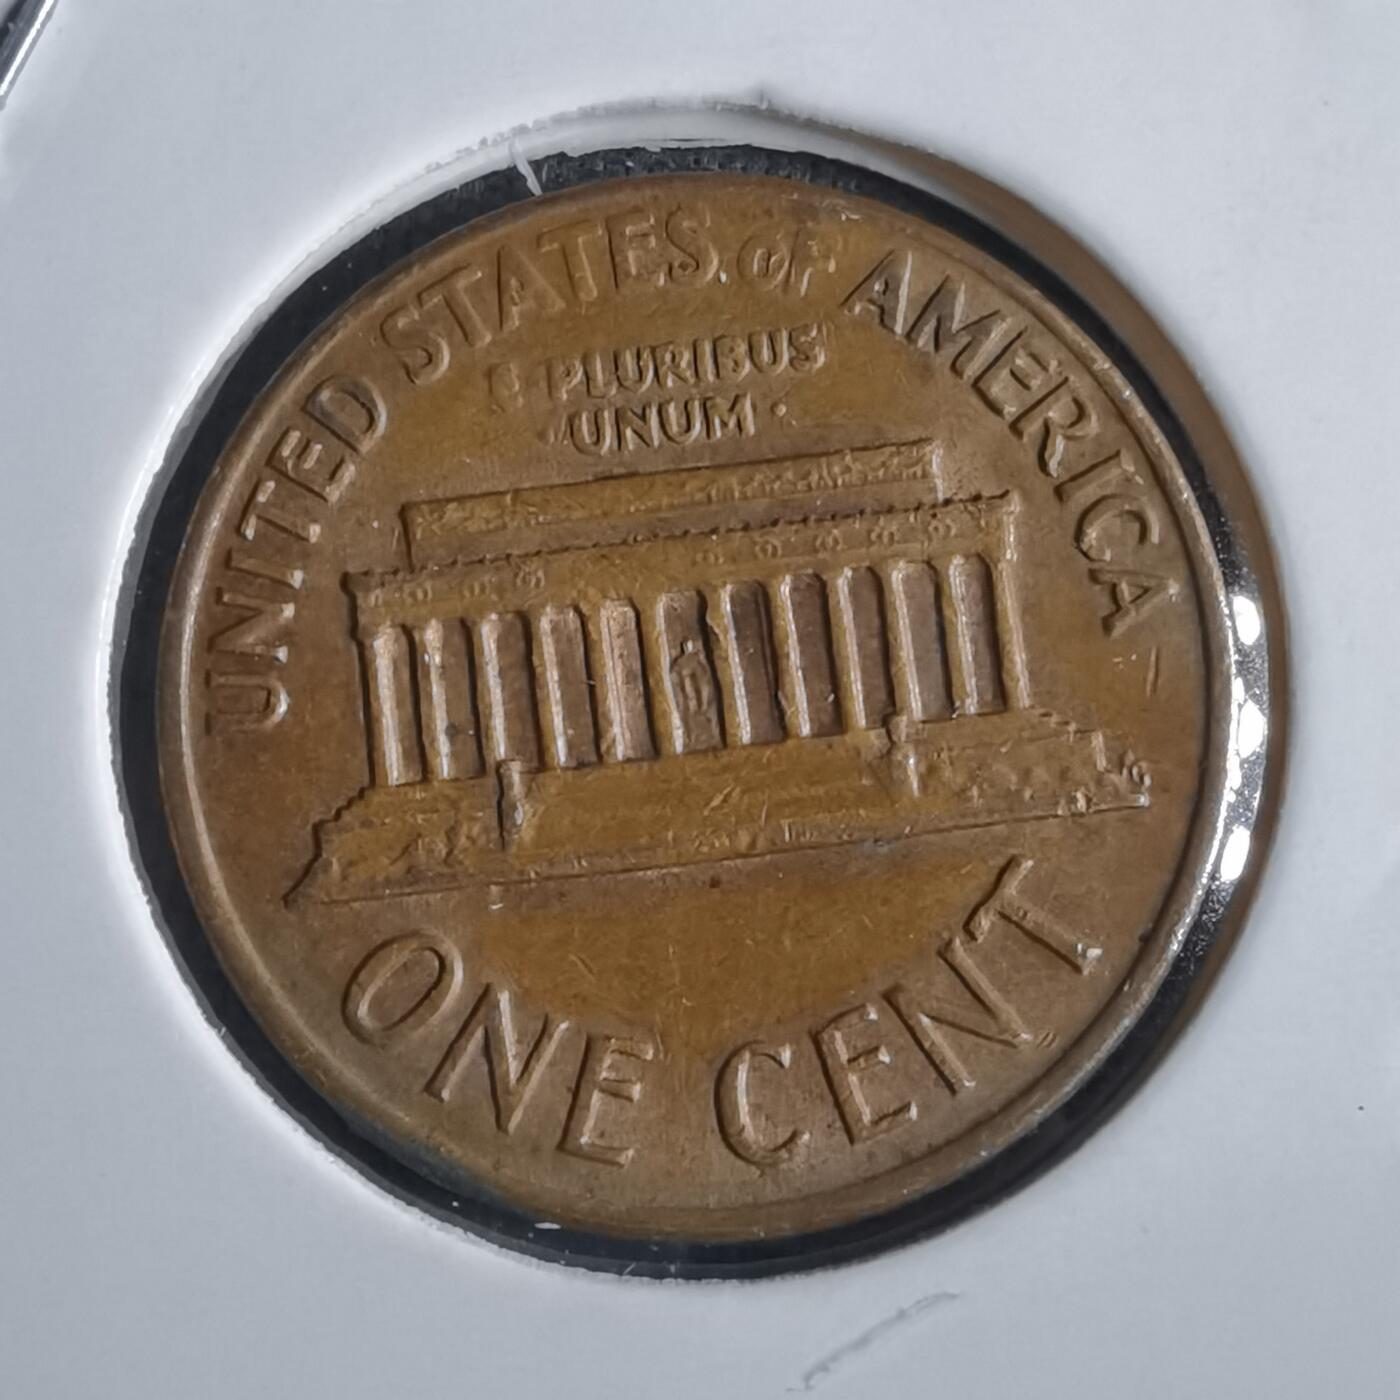 UNITED STATES OF AMERICA
E PLURIBUS
UNUM
ONE CENT